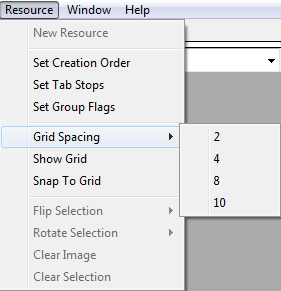 Resource Window Help
New Resource
Set Creation Order
Set Tab Stops
Set Group Flags
Grid Spacing
2
Show Grid
4
Snap To Grid
8
10
Flip Selection
Rotate Selection
Clear Image
Clear Selection